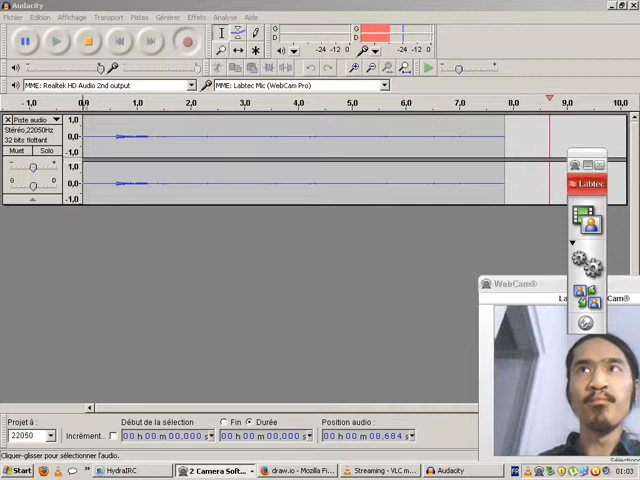 Audacity
Fichier Edition Affichage Transport Pistes Générer Effets Analyse Aide
G D -24 -12 0 G D -24 -12 0
MME: Realtek HD Audio 2nd output MME: Labtec Mic (WebCam Pro)
-1,0 0,0 1,0 2,0 3,0 4,0 5,0 6,0 7,0 8,0 9,0 10,0
Piste audio 1,0
Stéréo,22050Hz
32 bits flottant 0,0
Muet Solo -1,0
- + 1,0
G D 0,0
-1,0
Labtec
WebCam®
La Cam®
Projet à : Début de la sélection Fin Durée Position audio :
22050 Incrément. 00 h 00 m 00,000 s 00 h 00 m 00,000 s 00 h 00 m 08,684 s
Cliquer-glisser pour sélectionner l'audio.
Start HydraIRC 2 Camera Soft... draw.io - Mozilla Fi... Streaming - VLC m... Audacity FR 01:03